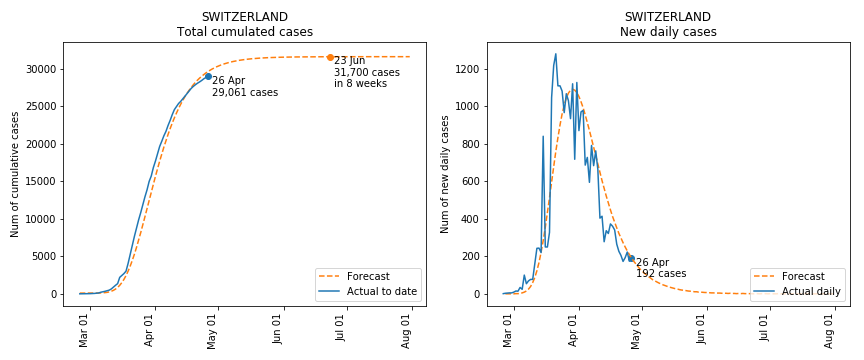 SWITZERLAND
Total cumulated cases
Num of cumulative cases
30000
25000
20000
15000
10000
5000
0
23 Jun
31,700 cases
in 8 weeks
26 Apr
29,061 cases
Forecast
Actual to date
Mar 01
Apr 01
May 01
Jun 01
Jul 01
Aug 01
SWITZERLAND
New daily cases
Num of new daily cases
1200
1000
800
600
400
200
0
26 Apr
192 cases
Forecast
Actual daily
Mar 01
Apr 01
May 01
Jun 01
Jul 01
Aug 01